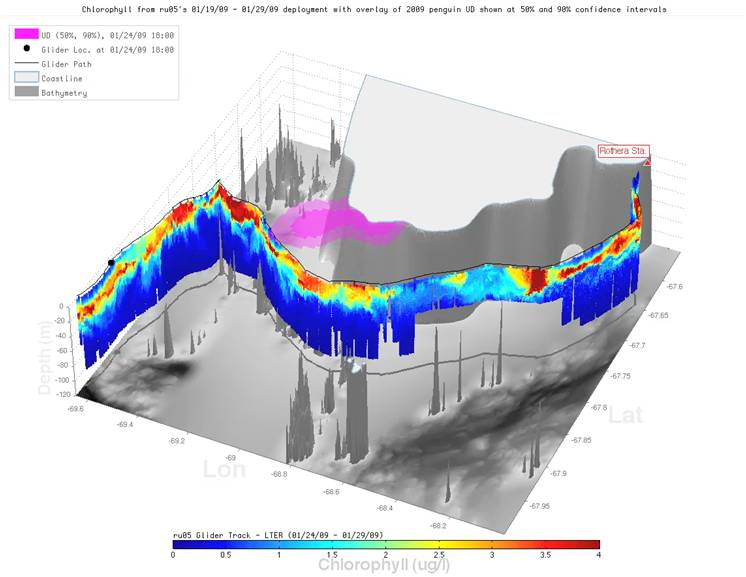 Chlorophyll from ru05's 01/19/09 - 01/29/09 deployment with overlay of 2009 penguin UD shown at 50% and 90% confidence intervals
UD (50%, 90%), 01/24/09 18:00
Glider Loc. at 01/24/09 18:00
Glider Path
Coastline
Bathymetry
Rothera Sta.
0
-20
-40
-60
-80
-100
-120
Depth (m)
-69.6
-69.4
-69.2
-69
-68.8
-68.6
-68.4
-68.2
Lon
-67.6
-67.65
-67.7
-67.75
-67.8
-67.85
-67.9
-67.95
Lat
ru05 Glider Track - LTER (01/24/09 - 01/29/09)
0 0.5 1 1.5 2 2.5 3 3.5 4
Chlorophyll (ug/l)